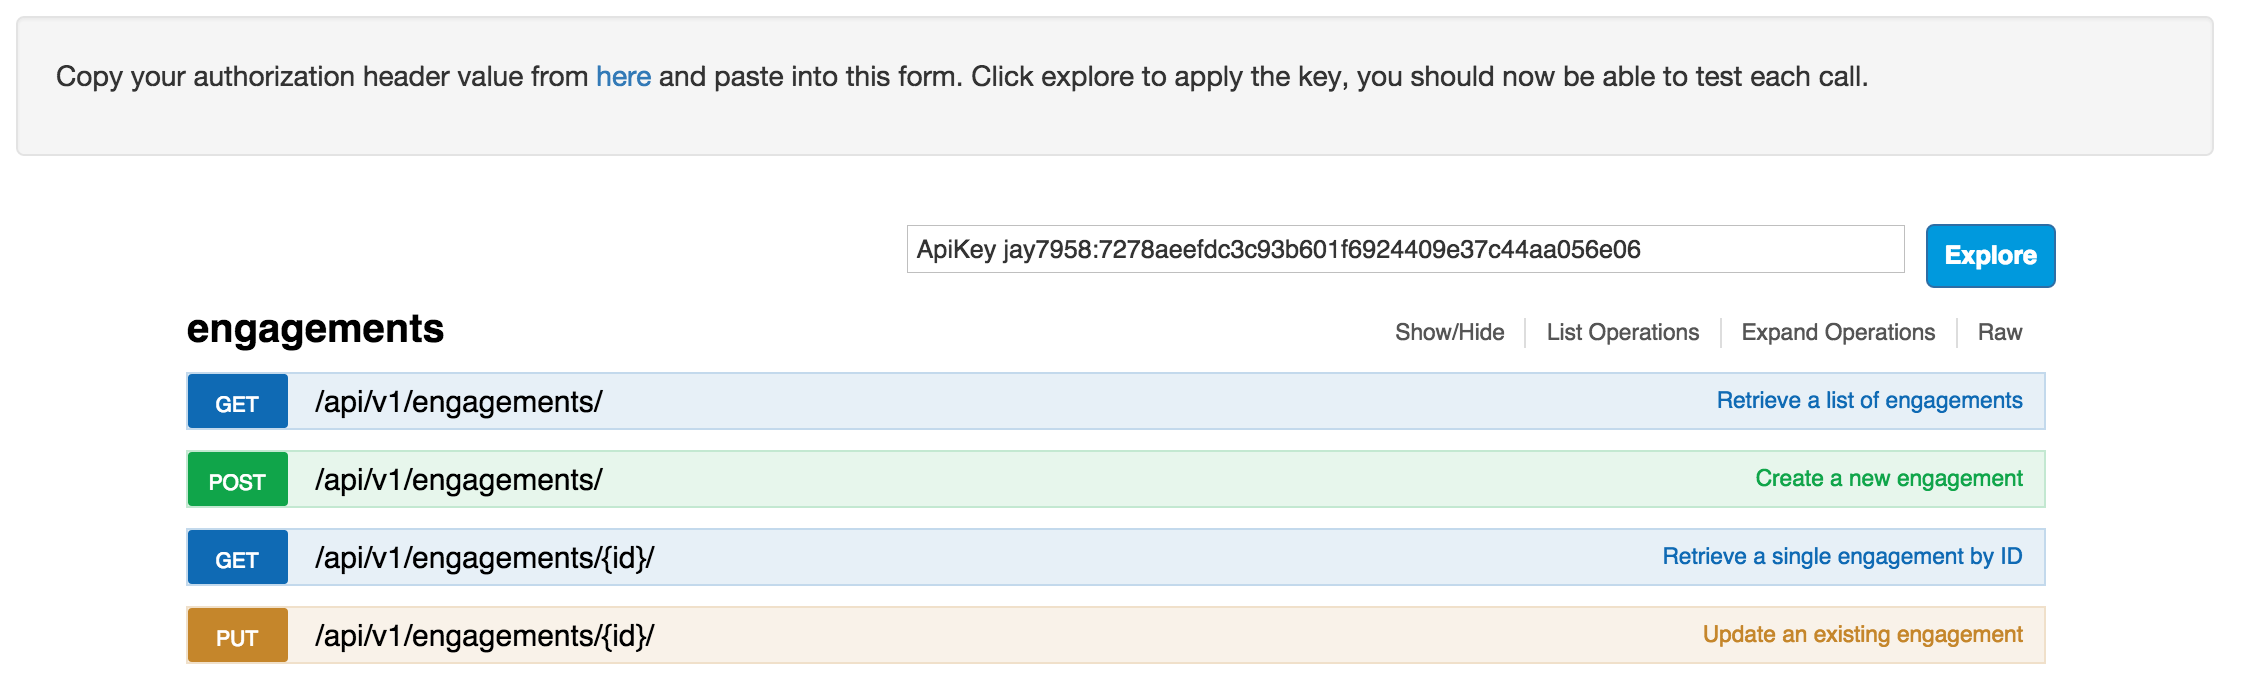 Copy your authorization header value from here and paste into this form. Click explore to apply the key, you should now be able to test each call.
ApiKey jay7958:7278aeefdc3c93b601f6924409e37c44aa056e06
Explore
engagements
Show/Hide
List Operations
Expand Operations
Raw
GET /api/v1/engagements/ Retrieve a list of engagements
POST /api/v1/engagements/ Create a new engagement
GET /api/v1/engagements/{id}/ Retrieve a single engagement by ID
PUT /api/v1/engagements/{id}/ Update an existing engagement